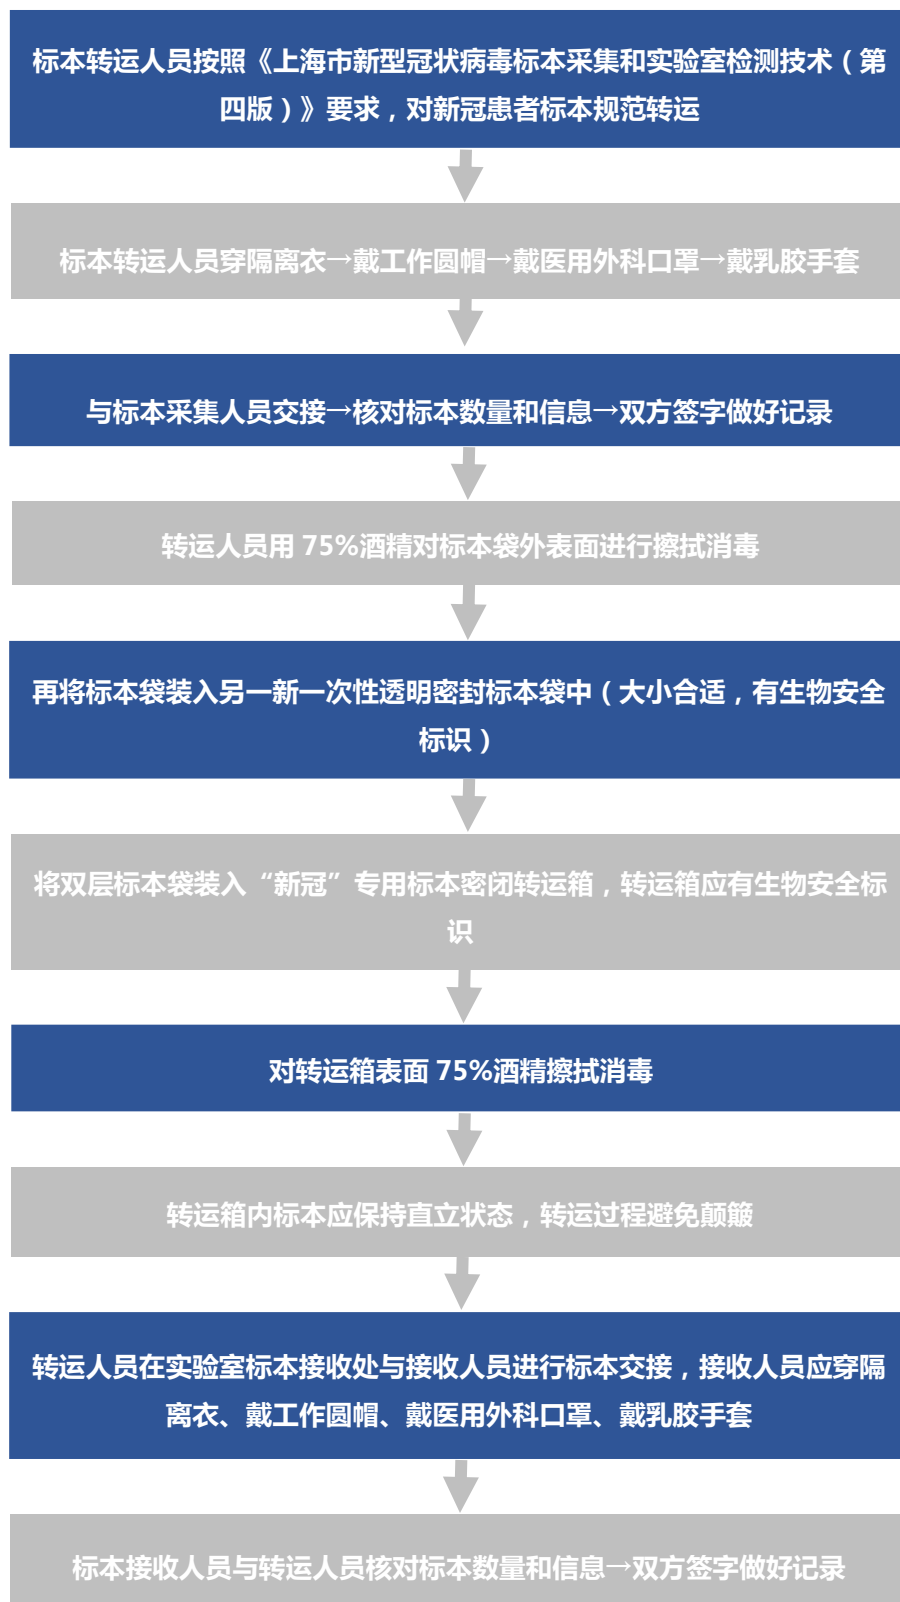 标本转运人员按照《上海市新型冠状病毒标本采集和实验室检测技术（第
四版）》要求，对新冠患者标本规范转运
标本转运人员穿隔离衣→戴工作圆帽→戴医用外科口罩→戴乳胶手套
与标本采集人员交接→核对标本数量和信息→双方签字做好记录
转运人员用 75%酒精对标本袋外表面进行擦拭消毒
再将标本袋装入另一新一次性透明密封标本袋中（大小合适，有生物安全
标识）
将双层标本袋装入“新冠”专用标本密闭转运箱，转运箱应有生物安全标
识
对转运箱表面 75%酒精擦拭消毒
转运箱内标本应保持直立状态，转运过程避免颠簸
转运人员在实验室标本接收处与接收人员进行标本交接，接收人员应穿隔
离衣、戴工作圆帽、戴医用外科口罩、戴乳胶手套
标本接收人员与转运人员核对标本数量和信息→双方签字做好记录